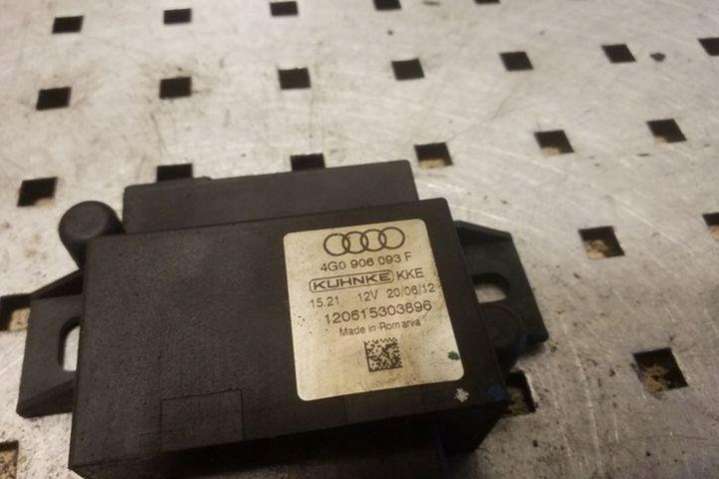 4G0 906 093 F
KUHNKE KKE
15.21 12V 20/06/12
120615303896
Made in Romania